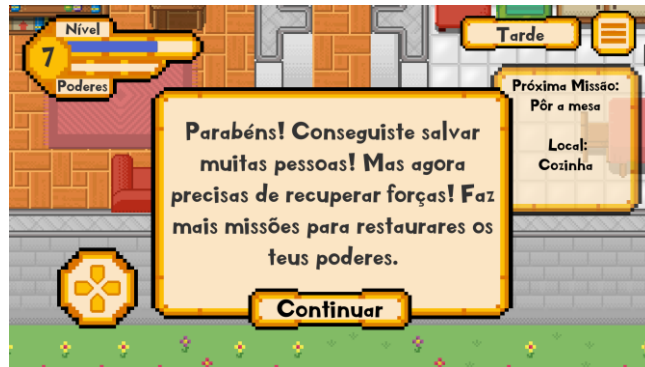 Nível
7
Poderes
Tarde
Próxima Missão:
Pôr a mesa
Local:
Cozinha
Parabéns! Conseguiste salvar
muitas pessoas! Mas agora
precisas de recuperar forças! Faz
mais missões para restaurares os
teus poderes.
Continuar